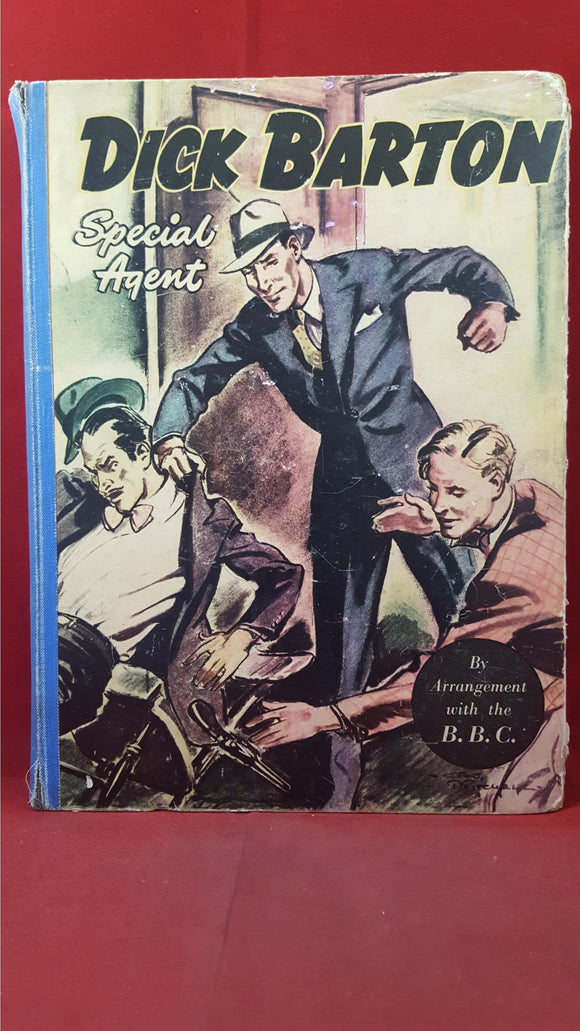 DICK BARTON
Special
Agent
By
Arrangement
with the
B. B. C.